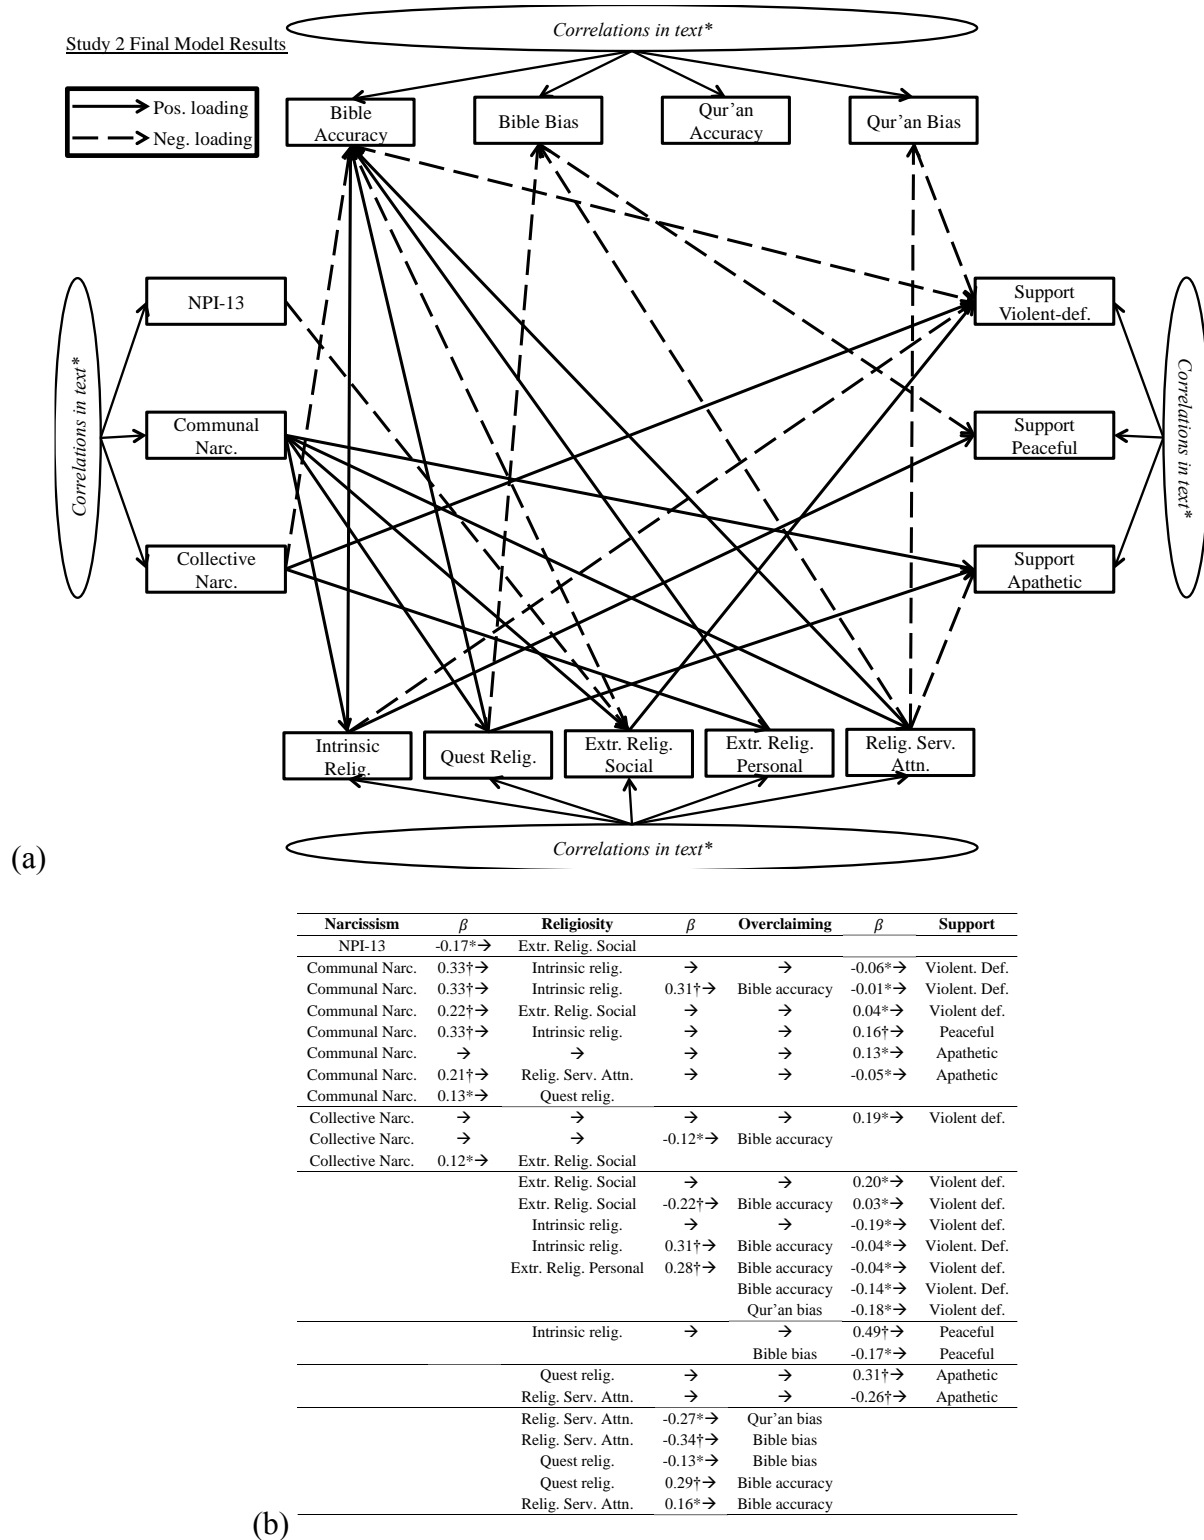 Correlations in text*
Study 2 Final Model Results
Pos. loading
Neg. loading
Bible
Accuracy
Bible Bias
Qur'an
Accuracy
Qur'an Bias
Correlations in text*
NPI-13
Communal
Narc.
Collective
Narc.
Support
Violent-def.
Support
Peaceful
Support
Apathetic
Correlations in text*
Intrinsic
Relig.
Quest Relig.
Extr. Relig.
Social
Extr. Relig.
Personal
Relig. Serv.
Attn.
Correlations in text*
(a)
Narcissism β Religiosity β Overclaiming β Support
NPI-13 -0.17*→ Extr. Relig. Social
Communal Narc. 0.33†→ Intrinsic relig. → → -0.06*→ Violent. Def.
Communal Narc. 0.33†→ Intrinsic relig. 0.31†→ Bible accuracy -0.01*→ Violent. Def.
Communal Narc. 0.22†→ Extr. Relig. Social → → 0.04*→ Violent def.
Communal Narc. 0.33†→ Intrinsic relig. → → 0.16†→ Peaceful
Communal Narc. → → → → 0.13*→ Apathetic
Communal Narc. 0.21†→ Relig. Serv. Attn. → → -0.05*→ Apathetic
Communal Narc. 0.13*→ Quest relig.
Collective Narc. → → → → 0.19*→ Violent def.
Collective Narc. → → -0.12*→ Bible accuracy
Collective Narc. 0.12*→ Extr. Relig. Social
Extr. Relig. Social → → 0.20*→ Violent def.
Extr. Relig. Social -0.22†→ Bible accuracy 0.03*→ Violent def.
Intrinsic relig. → → -0.19*→ Violent def.
Intrinsic relig. 0.31†→ Bible accuracy -0.04*→ Violent. Def.
Extr. Relig. Personal 0.28†→ Bible accuracy -0.04*→ Violent def.
Bible accuracy -0.14*→ Violent. Def.
Qur'an bias -0.18*→ Violent def.
Intrinsic relig. → → 0.49†→ Peaceful
Bible bias -0.17*→ Peaceful
Quest relig. → → 0.31†→ Apathetic
Relig. Serv. Attn. → → -0.26†→ Apathetic
Relig. Serv. Attn. -0.27*→ Qur'an bias
Relig. Serv. Attn. -0.34†→ Bible bias
Quest relig. -0.13*→ Bible bias
Quest relig. 0.29†→ Bible accuracy
Relig. Serv. Attn. 0.16*→ Bible accuracy
(b)